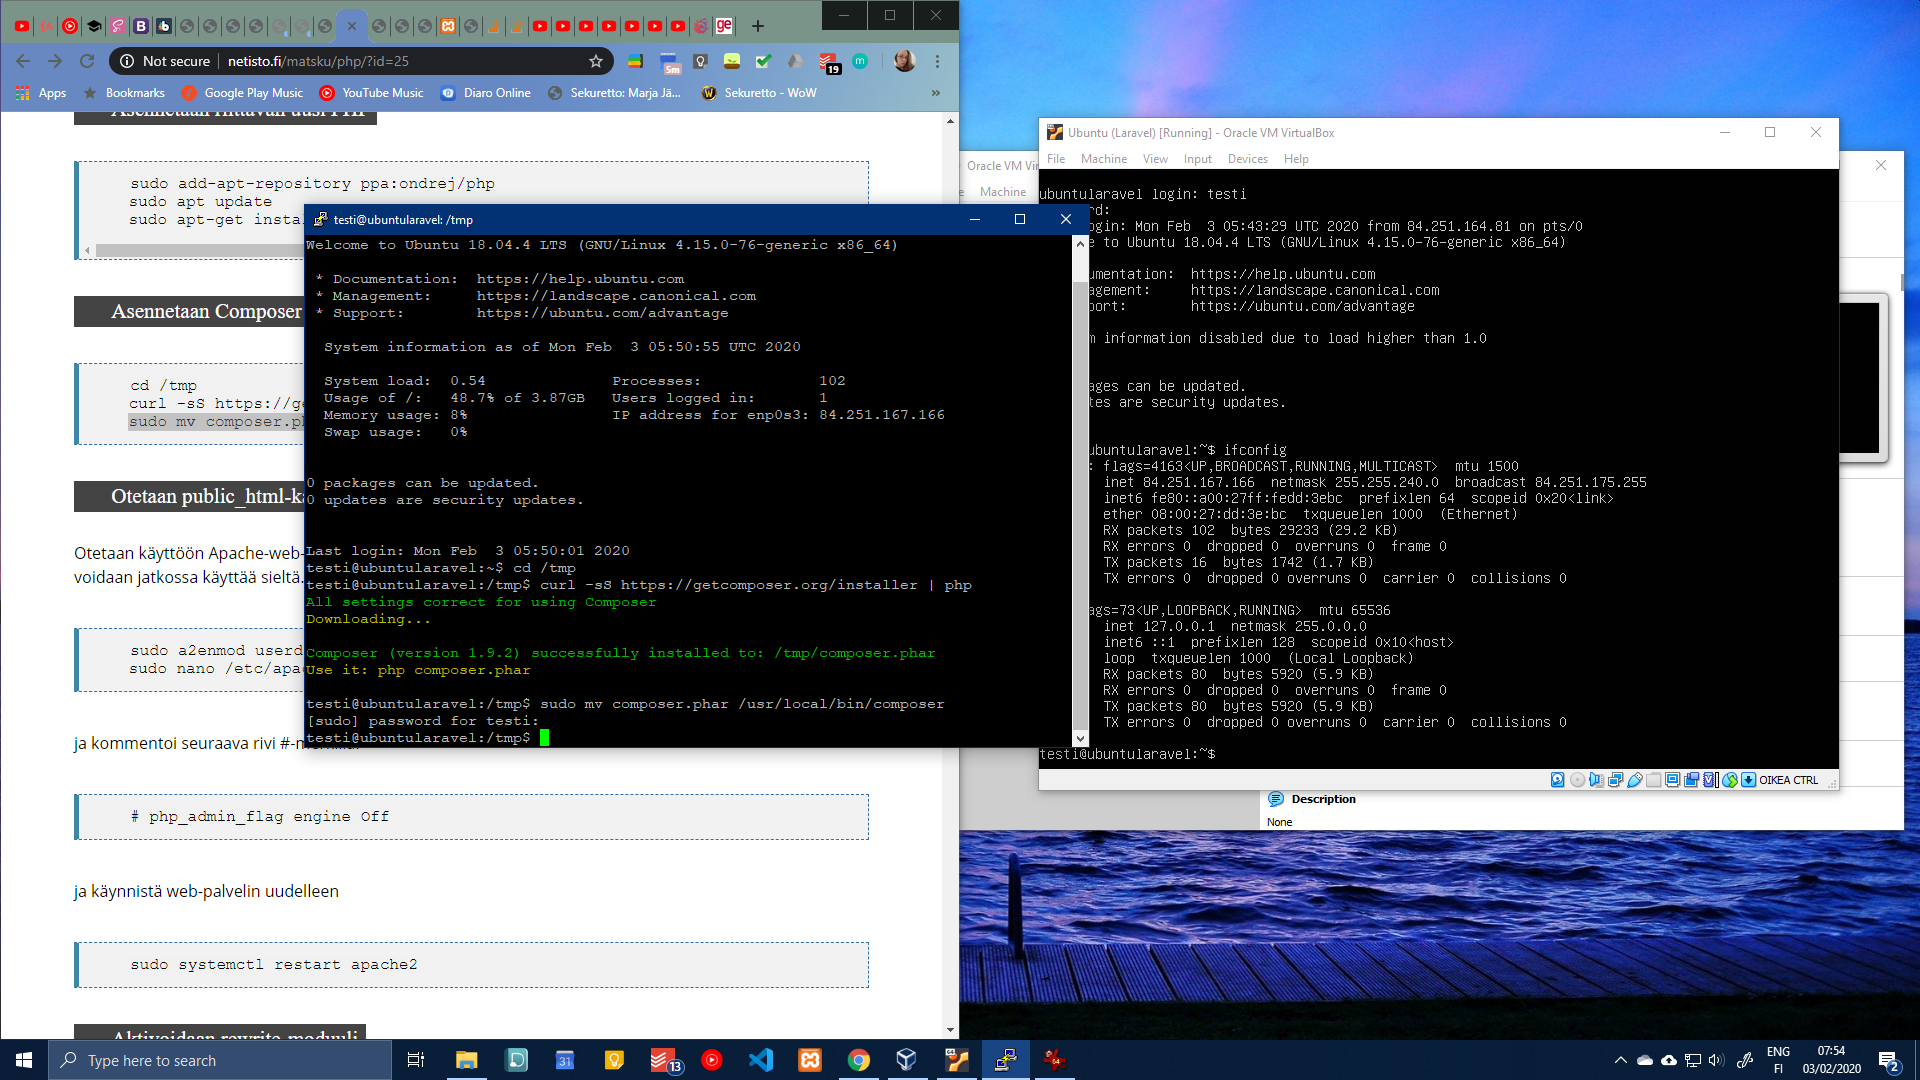 Not secure | netisto.fi/matsku/php/?id=25
5m
19
Apps
Bookmarks
Google Play Music
YouTube Music
Diaro Online
Sekuretto: Marja Jä...
Sekuretto - WoW
»
sudo add-apt-repository ppa:ondrej/php
sudo apt update
sudo apt-get instal
Asennetaan Composer
cd /tmp
curl -sS https://ge
sudo mv composer.ph
Otetaan public_html-ka
Otetaan käyttöön Apache-web-
voidaan jatkossa käyttää sieltä.
sudo a2enmod userd
sudo nano /etc/apac
ja kommentoi seuraava rivi #-
# php_admin_flag engine Off
ja käynnistä web-palvelin uudelleen
sudo systemctl restart apache2
Aktivoidaan rewrite-moduuli
testi@ubuntularavel: /tmp
Welcome to Ubuntu 18.04.4 LTS (GNU/Linux 4.15.0-76-generic x86_64)
* Documentation: https://help.ubuntu.com
* Management: https://landscape.canonical.com
* Support: https://ubuntu.com/advantage
System information as of Mon Feb 3 05:50:55 UTC 2020
System load: 0.54 Processes: 102
Usage of /: 48.7% of 3.87GB Users logged in: 1
Memory usage: 8% IP address for enp0s3: 84.251.167.166
Swap usage: 0%
0 packages can be updated.
0 updates are security updates.
Last login: Mon Feb 3 05:50:01 2020
testi@ubuntularavel:~$ cd /tmp
testi@ubuntularavel:/tmp$ curl -sS https://getcomposer.org/installer | php
All settings correct for using Composer
Downloading...
Composer (version 1.9.2) successfully installed to: /tmp/composer.phar
Use it: php composer.phar
testi@ubuntularavel:/tmp$ sudo mv composer.phar /usr/local/bin/composer
[sudo] password for testi:
testi@ubuntularavel:/tmp$
Oracle VM Vir
Machine
Ubuntu (Laravel) [Running] - Oracle VM VirtualBox
File Machine View Input Devices Help
ubuntularavel login: testi
rd:
ogin: Mon Feb 3 05:43:29 UTC 2020 from 84.251.164.81 on pts/0
e to Ubuntu 18.04.4 LTS (GNU/Linux 4.15.0-76-generic x86_64)
umentation: https://help.ubuntu.com
agement: https://landscape.canonical.com
port: https://ubuntu.com/advantage
m information disabled due to load higher than 1.0
ages can be updated.
tes are security updates.
ubuntularavel:~$ ifconfig
: flags=4163<UP,BROADCAST,RUNNING,MULTICAST> mtu 1500
inet 84.251.167.166 netmask 255.255.240.0 broadcast 84.251.175.255
inet6 fe80::a00:27ff:fedd:3ebc prefixlen 64 scopeid 0x20<link>
ether 08:00:27:dd:3e:bc txqueuelen 1000 (Ethernet)
RX packets 102 bytes 29233 (29.2 KB)
RX errors 0 dropped 0 overruns 0 frame 0
TX packets 16 bytes 1742 (1.7 KB)
TX errors 0 dropped 0 overruns 0 carrier 0 collisions 0
ags=73<UP,LOOPBACK,RUNNING> mtu 65536
inet 127.0.0.1 netmask 255.0.0.0
inet6 ::1 prefixlen 128 scopeid 0x10<host>
loop txqueuelen 1000 (Local Loopback)
RX packets 80 bytes 5920 (5.9 KB)
RX errors 0 dropped 0 overruns 0 frame 0
TX packets 80 bytes 5920 (5.9 KB)
TX errors 0 dropped 0 overruns 0 carrier 0 collisions 0
testi@ubuntularavel:~$
OIKEA CTRL
Description
None
Type here to search
31
13
ENG
FI
07:54
03/02/2020
2